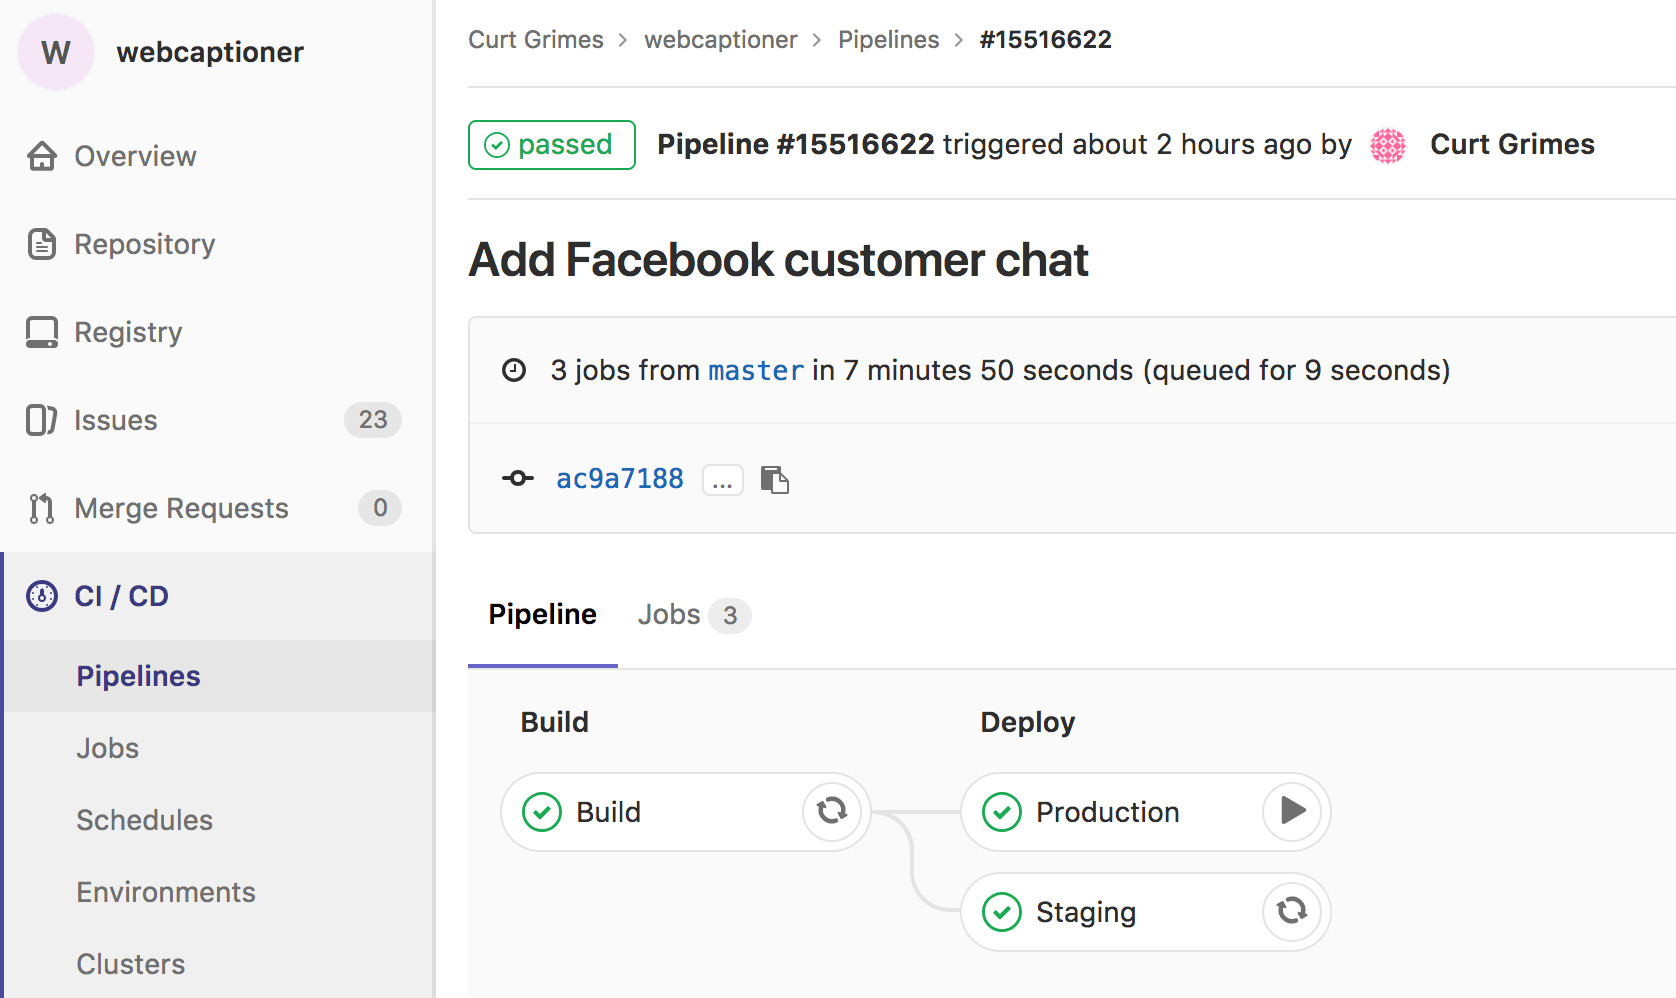 W webcaptioner
Overview
Repository
Registry
Issues 23
Merge Requests 0
CI / CD
Pipelines
Jobs
Schedules
Environments
Clusters
Curt Grimes > webcaptioner > Pipelines > #15516622
passed Pipeline #15516622 triggered about 2 hours ago by Curt Grimes
Add Facebook customer chat
3 jobs from master in 7 minutes 50 seconds (queued for 9 seconds)
ac9a7188 ...
Pipeline Jobs 3
Build Deploy
Build Production
Staging